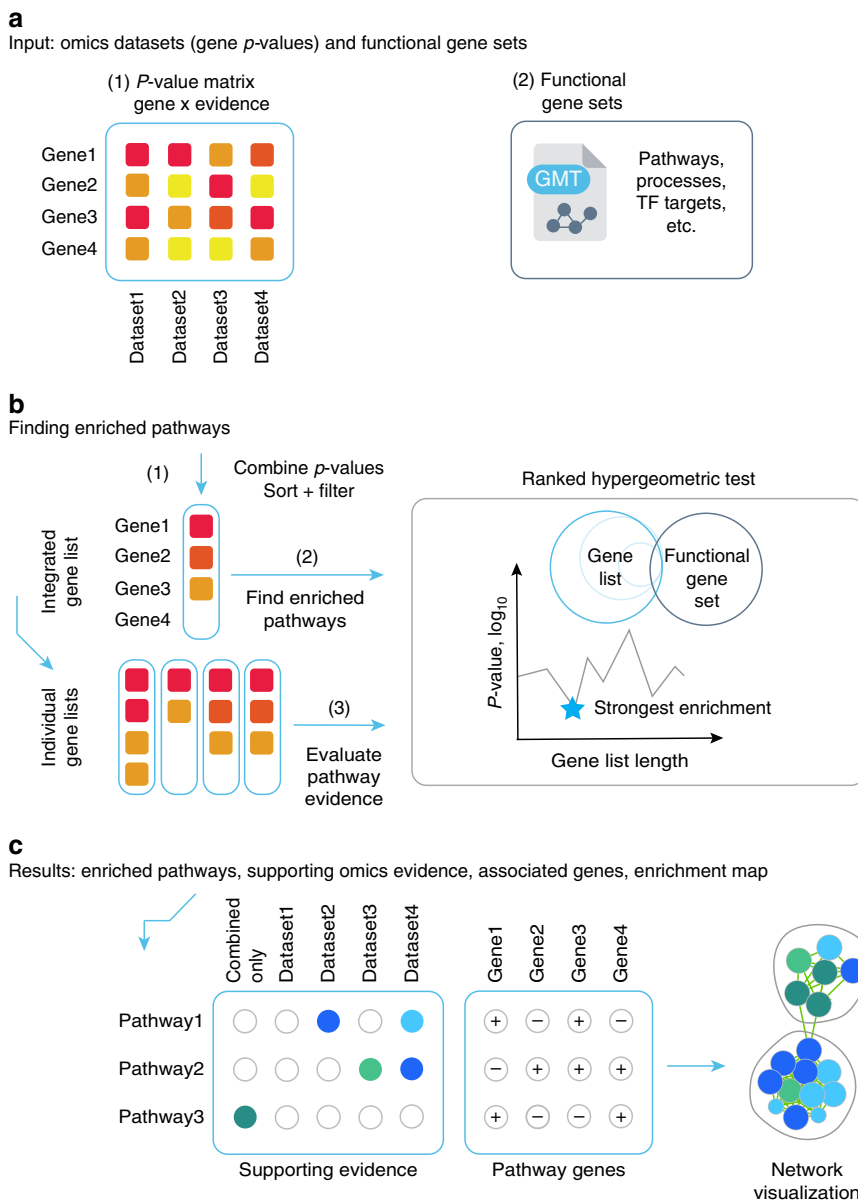 a
Input: omics datasets (gene p-values) and functional gene sets
(1) P-value matrix
gene x evidence
Gene1
Gene2
Gene3
Gene4
Dataset1
Dataset2
Dataset3
Dataset4
(2) Functional
gene sets
GMT
Pathways,
processes,
TF targets,
etc.
b
Finding enriched pathways
(1)
Combine p-values
Sort + filter
Integrated
gene list
Gene1
Gene2
Gene3
Gene4
(2)
Find enriched
pathways
Individual
gene lists
(3)
Evaluate
pathway
evidence
Ranked hypergeometric test
Gene
list
Functional
gene
set
P-value, log10
Strongest enrichment
Gene list length
c
Results: enriched pathways, supporting omics evidence, associated genes, enrichment map
Combined
only
Dataset1
Dataset2
Dataset3
Dataset4
Gene1
Gene2
Gene3
Gene4
Pathway1
+ − + −
Pathway2
− + + +
Pathway3
+ − − +
Supporting evidence
Pathway genes
Network
visualization